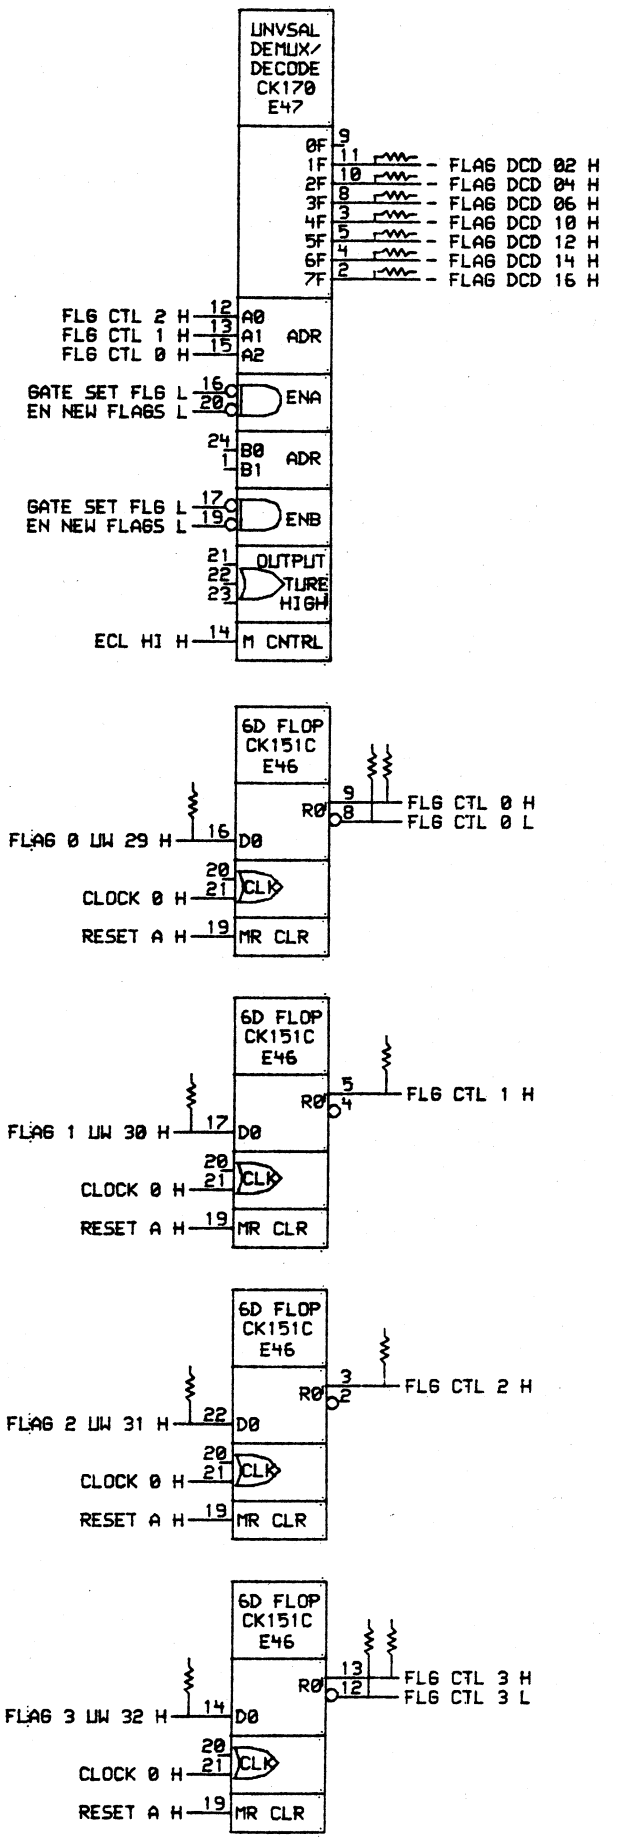 UNVSAL
DEMUX/
DECODE
CK170
E47
0F 9
1F 11 - FLAG DCD 02 H
2F 10 - FLAG DCD 04 H
3F 8 - FLAG DCD 06 H
4F 3 - FLAG DCD 10 H
5F 5 - FLAG DCD 12 H
6F 4 - FLAG DCD 14 H
7F 2 - FLAG DCD 16 H
FLG CTL 2 H 12 A0
FLG CTL 1 H 13 A1 ADR
FLG CTL 0 H 15 A2
GATE SET FLG L 16 ENA
EN NEW FLAGS L 20
24 B0 ADR
1 B1
GATE SET FLG L 17 ENB
EN NEW FLAGS L 19
21 OUTPUT
22 TURE
23 HIGH
ECL HI H 14 M CNTRL
6D FLOP
CK151C
E46
R0 9 FLG CTL 0 H
8 FLG CTL 0 L
FLAG 0 UW 29 H 16 D0
20 CLK
CLOCK 0 H 21
RESET A H 19 MR CLR
6D FLOP
CK151C
E46
R0 5 FLG CTL 1 H
4
FLAG 1 UW 30 H 17 D0
20 CLK
CLOCK 0 H 21
RESET A H 19 MR CLR
6D FLOP
CK151C
E46
R0 3 FLG CTL 2 H
2
FLAG 2 UW 31 H 22 D0
20 CLK
CLOCK 0 H 21
RESET A H 19 MR CLR
6D FLOP
CK151C
E46
R0 13 FLG CTL 3 H
12 FLG CTL 3 L
FLAG 3 UW 32 H 14 D0
20 CLK
CLOCK 0 H 21
RESET A H 19 MR CLR